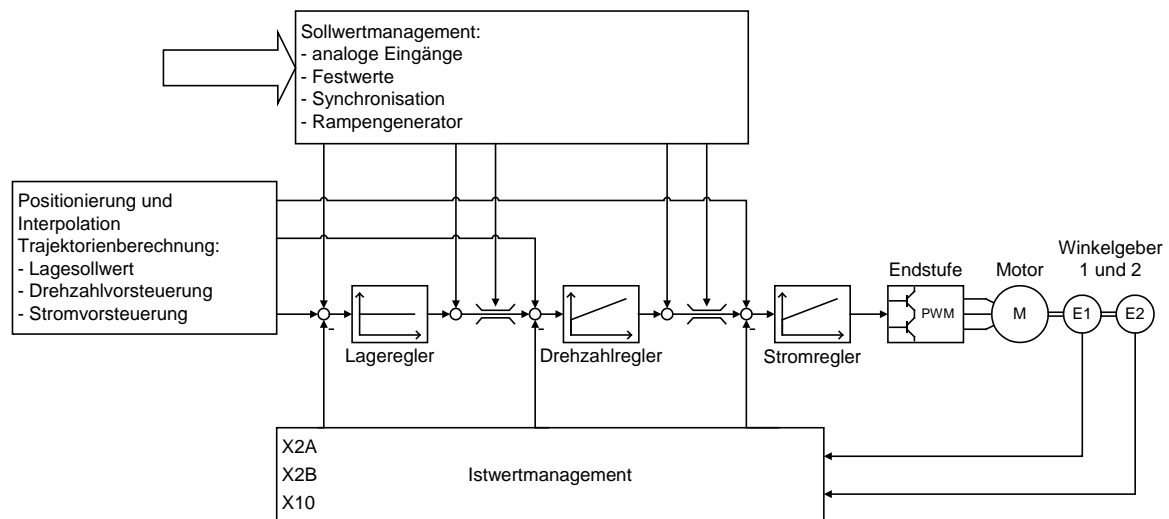 Sollwertmanagement:
- analoge Eingänge
- Festwerte
- Synchronisation
- Rampengenerator
Positionierung und
Interpolation
Trajektorienberechnung:
- Lagesollwert
- Drehzahlvorsteuerung
- Stromvorsteuerung
-
Lageregler
-
Drehzahlregler
-
Stromregler
Endstufe
PWM
Motor
M
Winkelgeber
1 und 2
E1
E2
X2A
X2B
X10
Istwertmanagement